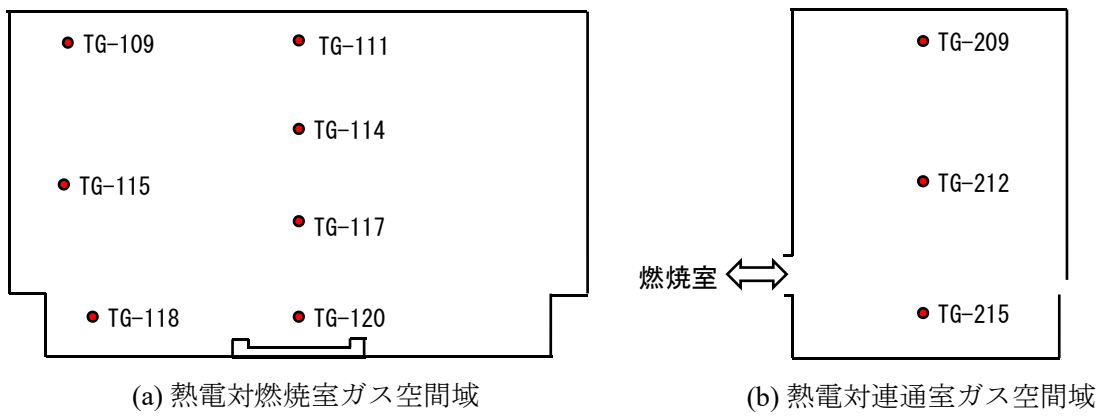 TG-109
TG-111
TG-114
TG-115
TG-117
TG-118
TG-120
(a) 熱電対燃焼室ガス空間域
TG-209
TG-212
燃焼室
TG-215
(b) 熱電対連通室ガス空間域